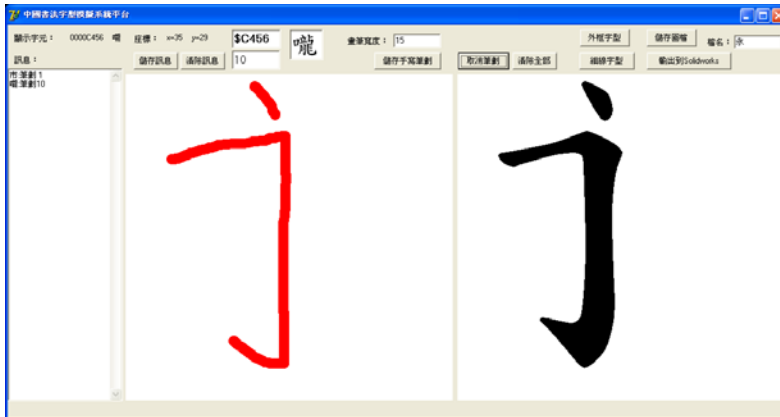 中國書法字型模擬系統平台
顯示字元： 0000C456 嚨 座標： x=35 y=29 $C456 嚨 畫筆寬度： 15 外框字型 儲存圖檔 檔名： 永
訊息： 儲存訊息 清除訊息 10 儲存手寫筆劃 取消筆劃 清除全部 細線字型 輸出到Solidworks
市 筆劃 1
嚨 筆劃10